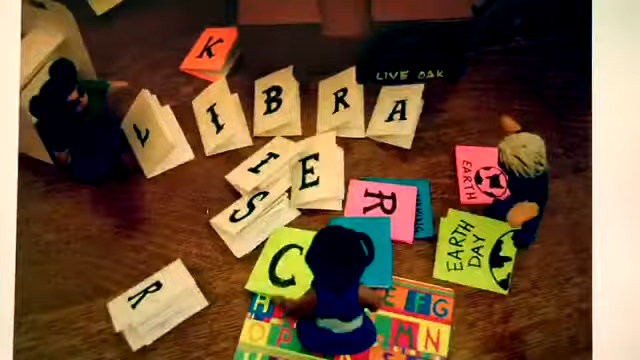 K
LIVE OAK
L I B R A
I E
S
R
EARTH
EARTH DAY
C
R
E F G
M N